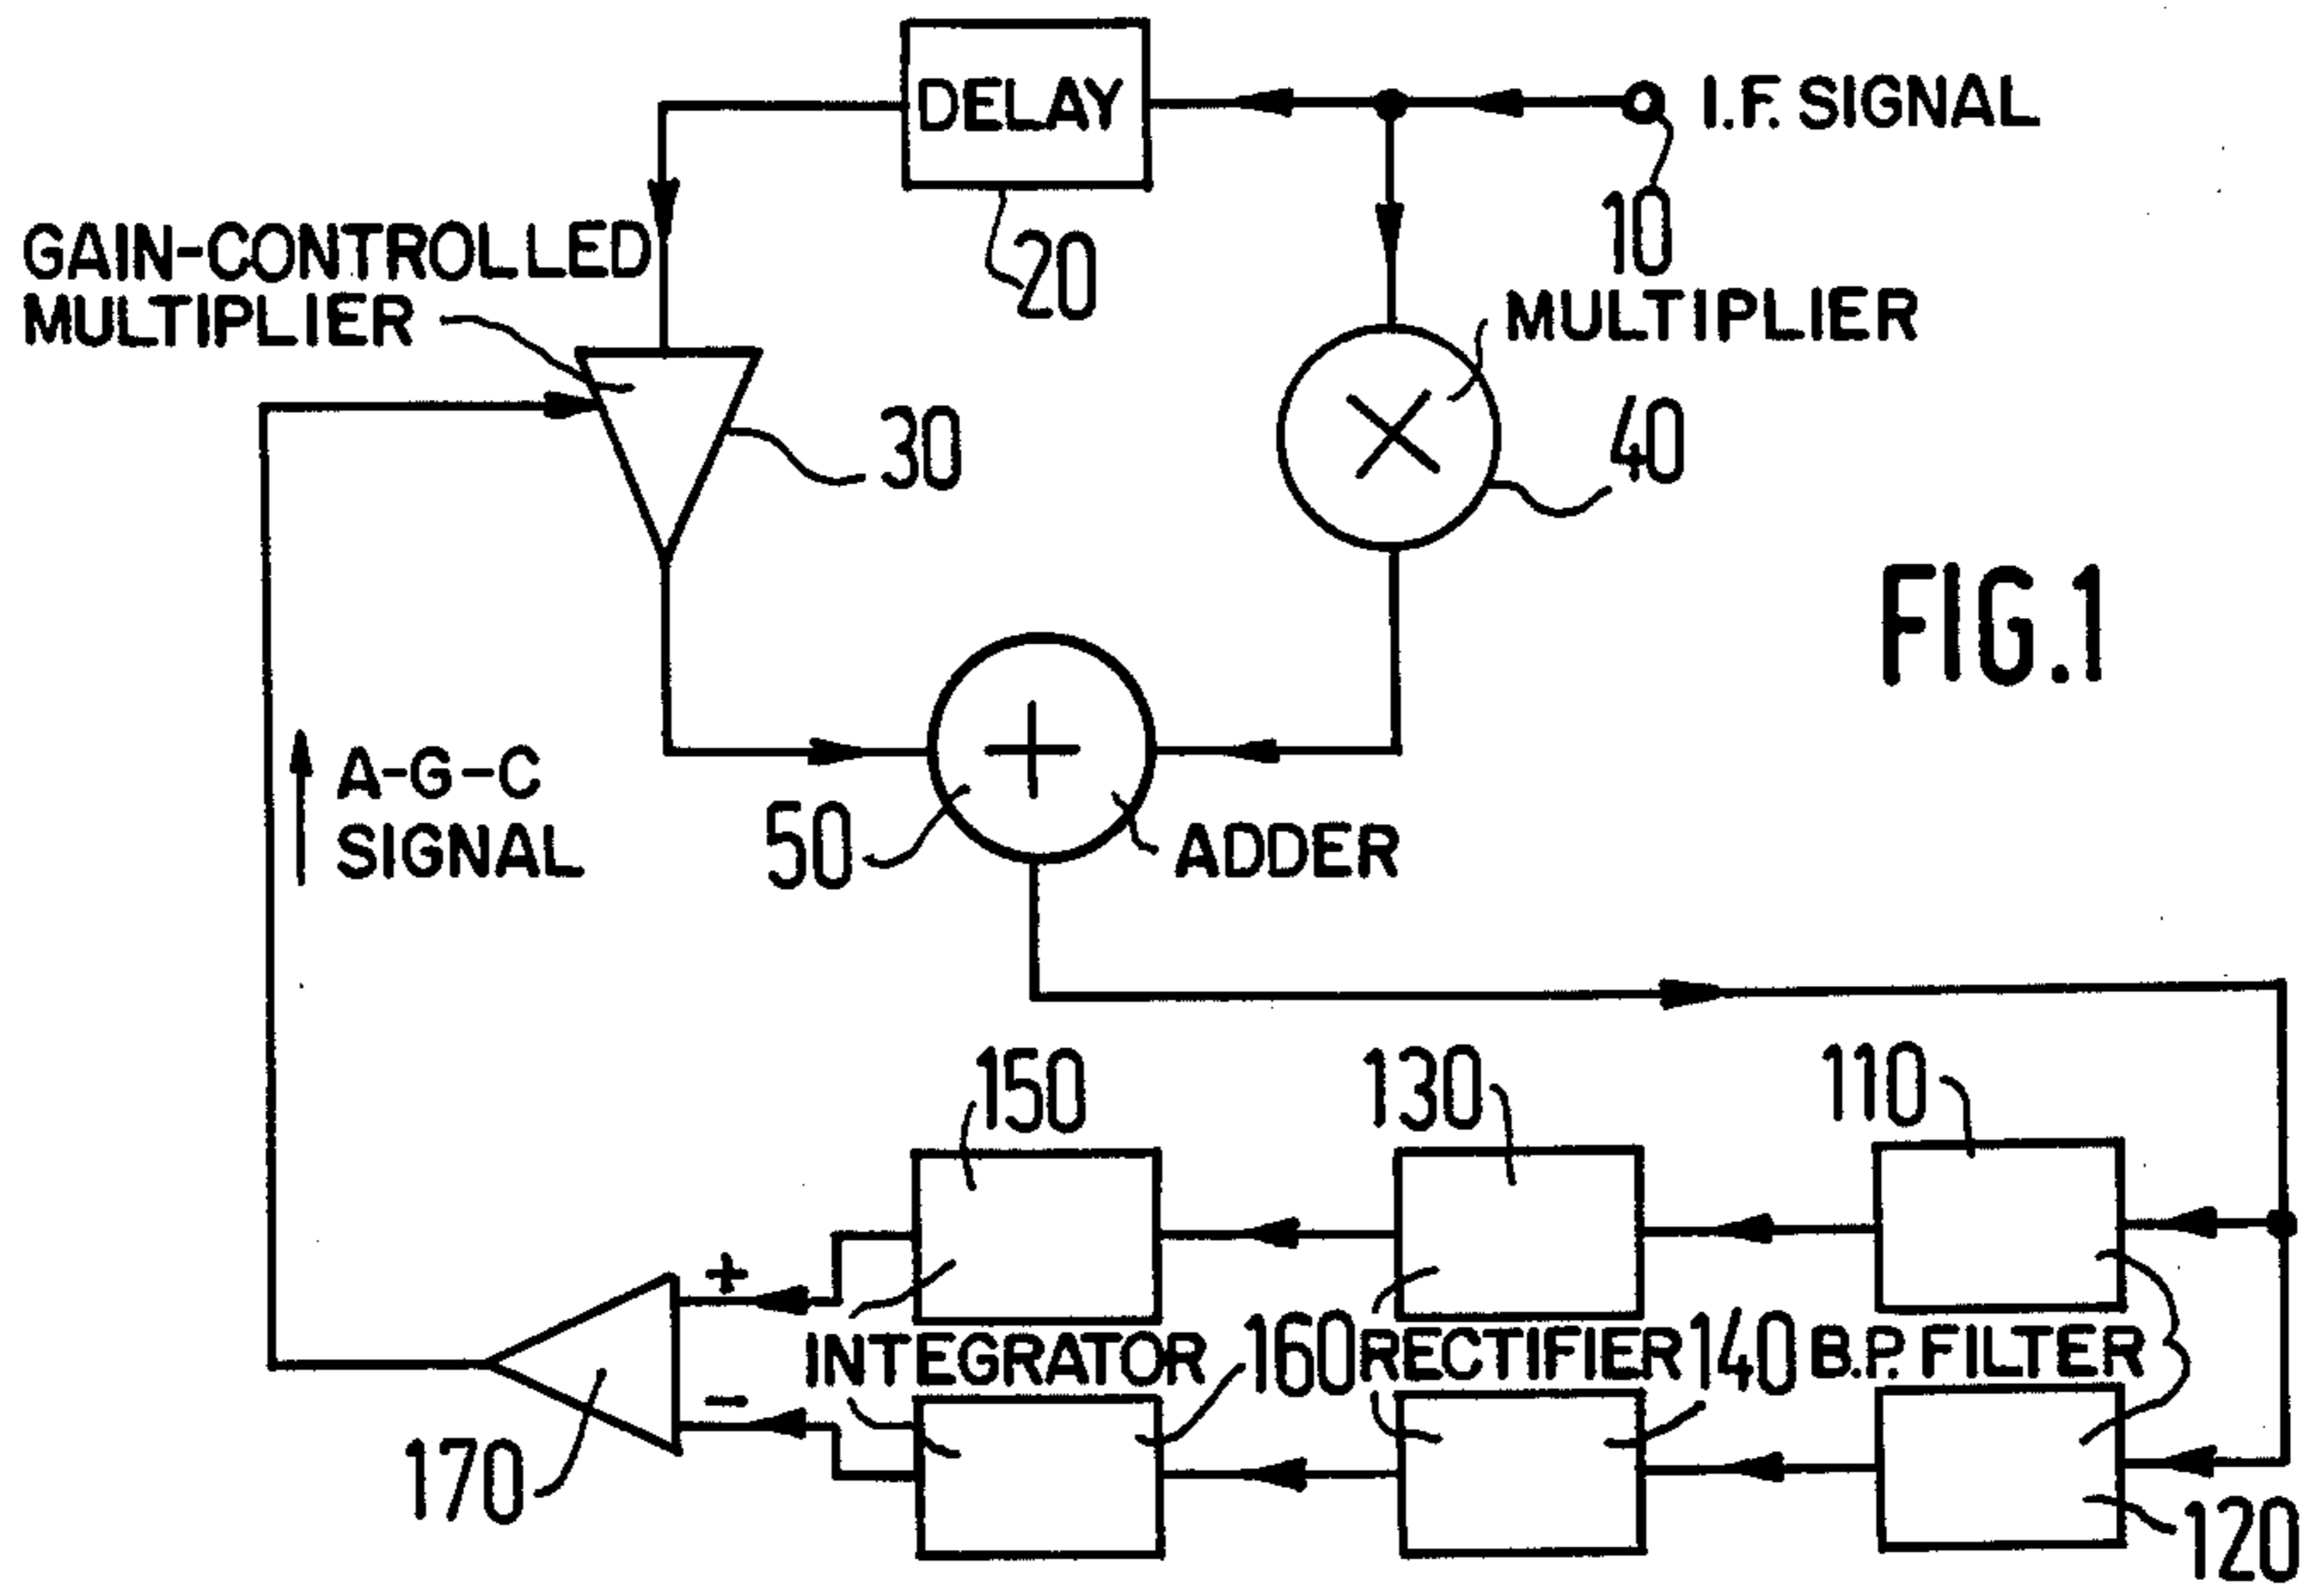 DELAY
I.F. SIGNAL
10
20
GAIN-CONTROLLED
MULTIPLIER
MULTIPLIER
30
40
FIG.1
A-G-C
SIGNAL
50
ADDER
150
130
110
+
INTEGRATOR
160
RECTIFIER
140
B.P. FILTER
-
170
120